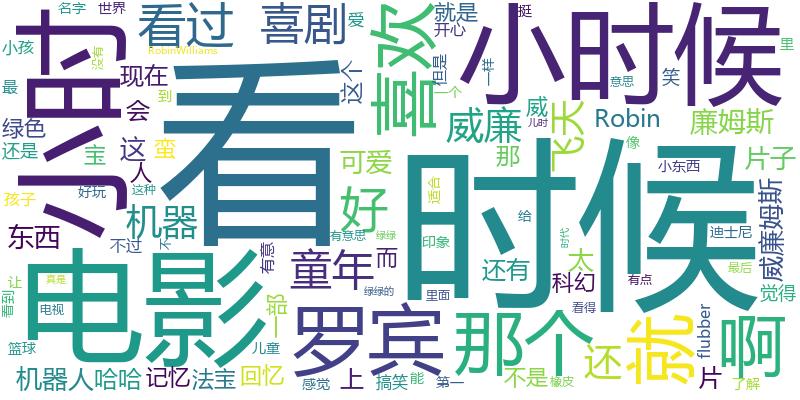 名字
世界
小孩
没有
RobinWilliams
看过
喜剧
爱
就是
开心
挺
小时候
里
小时
现在
最
会
绿色
还是
宝
这
蛮
到
看
这个
喜欢
但是
一个
一样
意思
笑
威
威廉
儿时
飞天
Robin
廉姆斯
人
孩子
好玩
这种
机器
可爱
好
适合
那
像
小东西
片子
时候
东西
不过
不
有意思
绿绿
印象
给
时代
迪士尼
威廉姆斯
电影
有意
童年
而
还有
太
科幻
有点
最后
觉得
让
看到
真是
电视
一部
绿绿的
里面
看得
罗宾
那个
就
flubber
啊
篮球
儿童
还
机器人
哈哈
记忆
法宝
回忆
感觉
上
搞笑
能
第一
不是
橡皮
片
了解